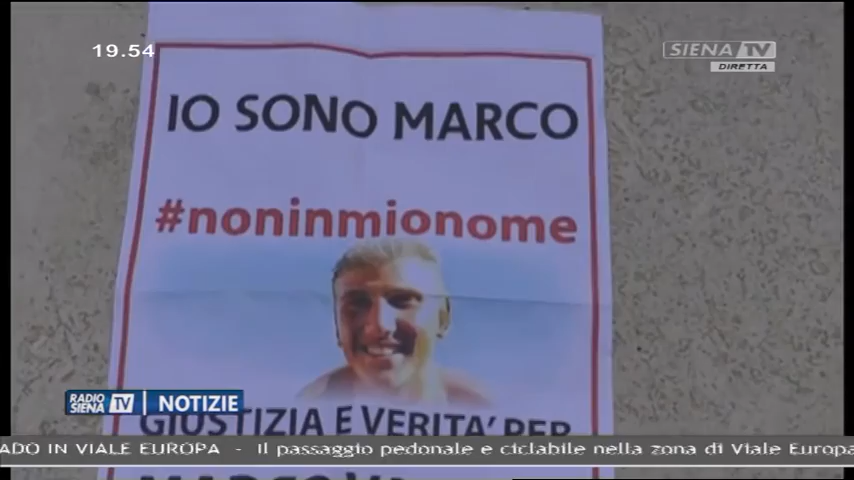 19.54
SIENA TV
DIRETTA
IO SONO MARCO
#noninmionome
RADIO SIENA TV NOTIZIE
GIUSTIZIA E VERITA' PER
ADO IN VIALE EUROPA - Il passaggio pedonale e ciclabile nella zona di Viale Europa
MARCO